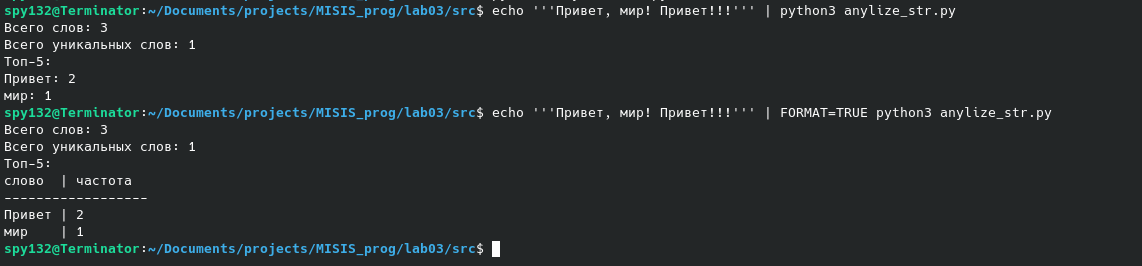 spy132@Terminator:~/Documents/projects/MISIS_prog/lab03/src$ echo '''Привет, мир! Привет!!!''' | python3 anylize_str.py
Всего слов: 3
Всего уникальных слов: 1
Топ-5:
Привет: 2
мир: 1
spy132@Terminator:~/Documents/projects/MISIS_prog/lab03/src$ echo '''Привет, мир! Привет!!!''' | FORMAT=TRUE python3 anylize_str.py
Всего слов: 3
Всего уникальных слов: 1
Топ-5:
слово  | частота
------------------
Привет | 2
мир    | 1
spy132@Terminator:~/Documents/projects/MISIS_prog/lab03/src$